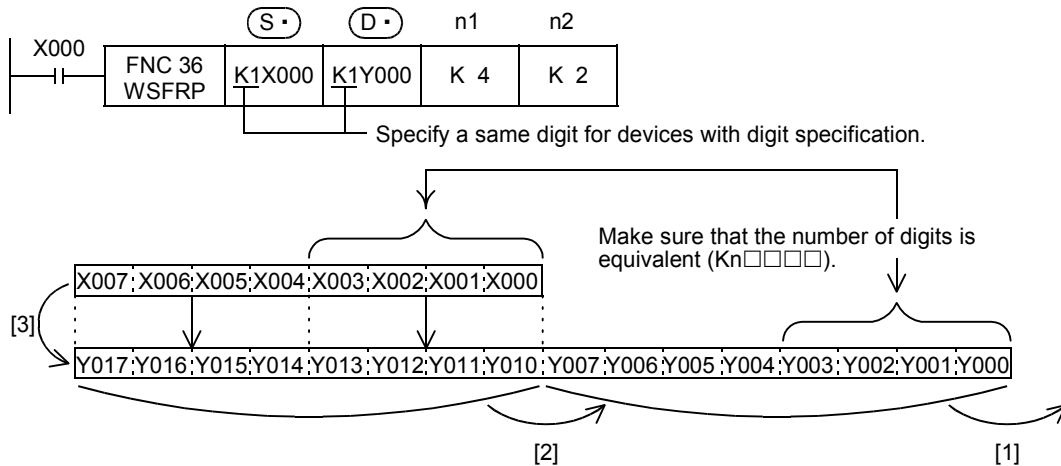 S・ D・ n1 n2
X000
FNC 36
WSFRP
K1X000 K1Y000 K 4 K 2
Specify a same digit for devices with digit specification.
Make sure that the number of digits is
equivalent (Kn□□□□).
X007 X006 X005 X004 X003 X002 X001 X000
[3]
Y017 Y016 Y015 Y014 Y013 Y012 Y011 Y010 Y007 Y006 Y005 Y004 Y003 Y002 Y001 Y000
[2] [1]